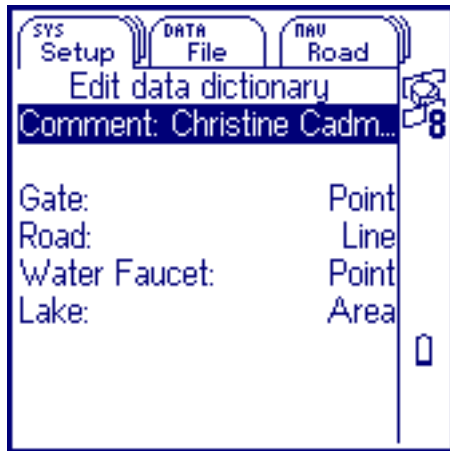 SYS DATA NAV
Setup File Road
Edit data dictionary
Comment: Christine Cadm...
8
Gate: Point
Road: Line
Water Faucet: Point
Lake: Area